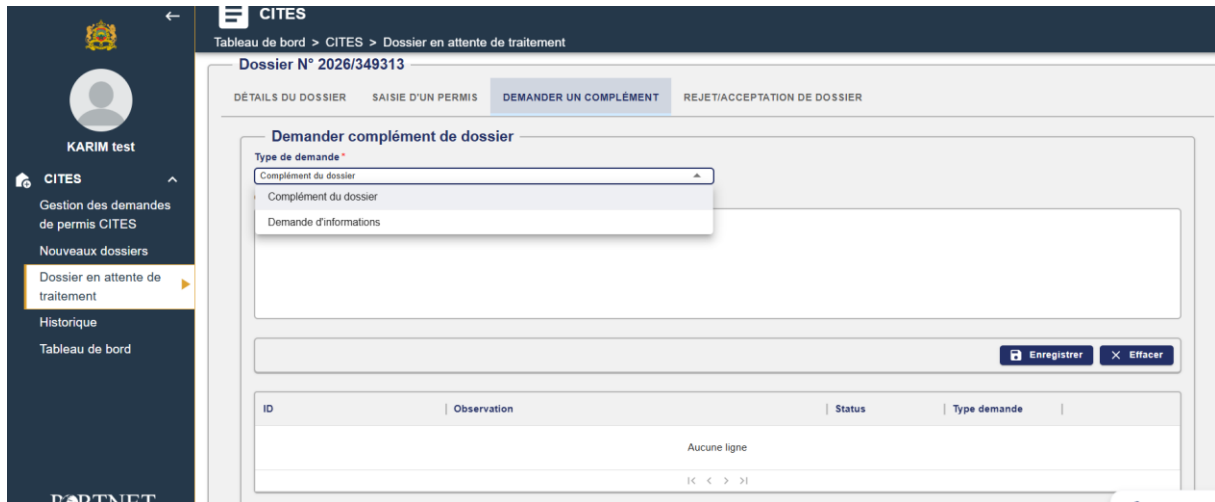 ←
CITES
Tableau de bord > CITES > Dossier en attente de traitement
KARIM test
CITES
Gestion des demandes
de permis CITES
Nouveaux dossiers
Dossier en attente de
traitement
Historique
Tableau de bord
PORTNET
Dossier N° 2026/349313
DÉTAILS DU DOSSIER SAISIE D'UN PERMIS DEMANDER UN COMPLÉMENT REJET/ACCEPTATION DE DOSSIER
Demander complément de dossier
Type de demande *
Complément du dossier
Complément du dossier
Demande d'informations
Enregistrer Effacer
ID Observation Status Type demande
Aucune ligne